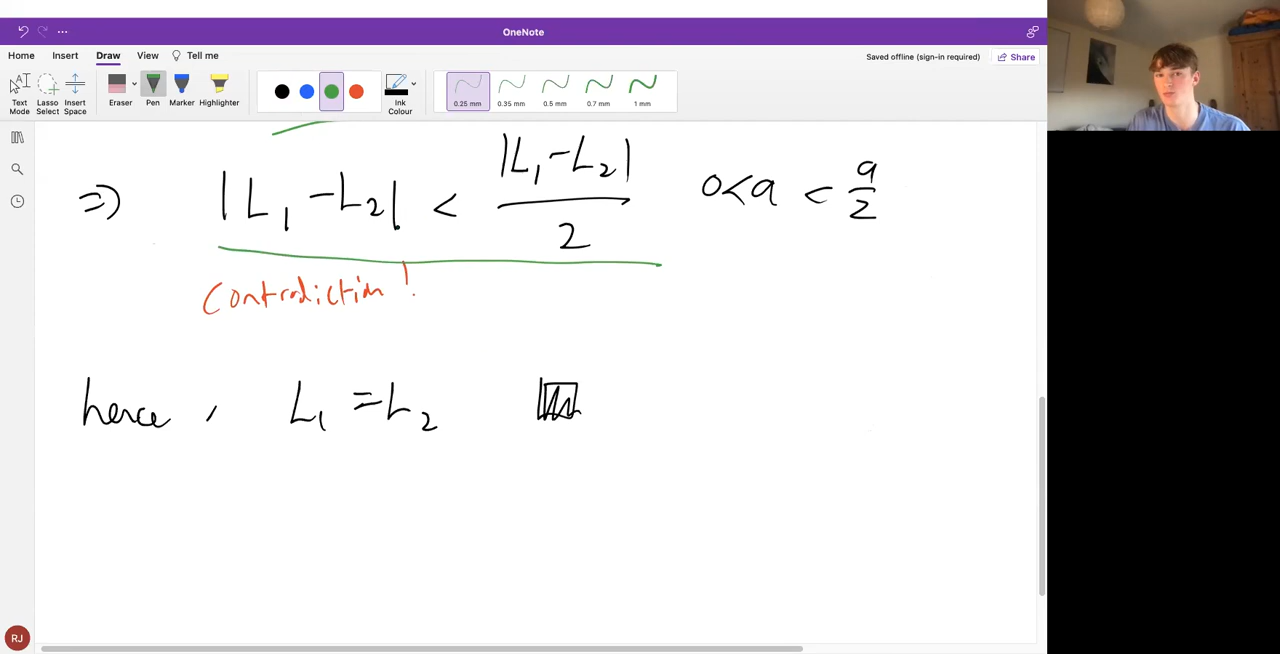 OneNote
Home Insert Draw View Tell me
Saved offline (sign-in required) Share
Text Mode Lasso Select Insert Space Eraser Pen Marker Highlighter Ink Colour 0.25 mm 0.35 mm 0.5 mm 0.7 mm 1 mm
=> |L₁ - L₂| < |L₁ - L₂| / 2 0 < a < a/2
Contradiction!
hence, L₁ = L₂
RJ